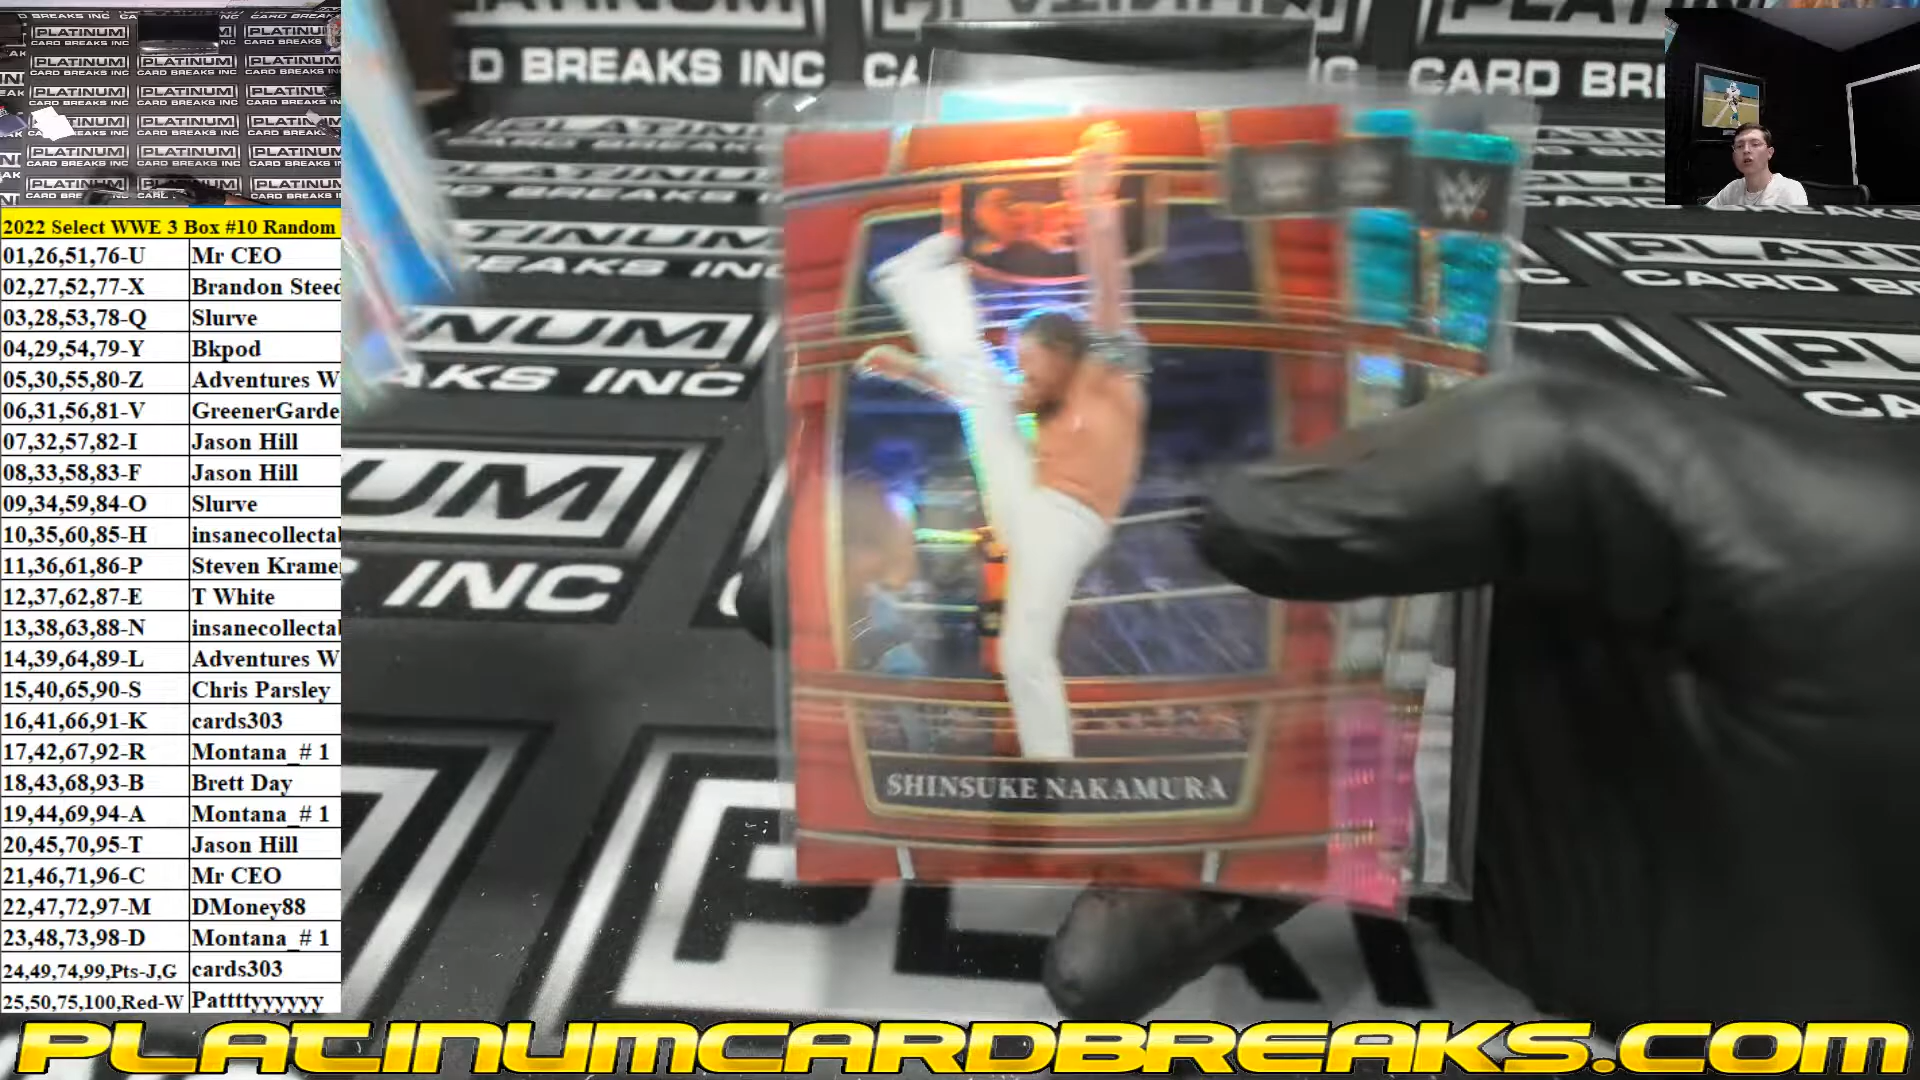 2022 Select WWE 3 Box #10 Random
01,26,51,76-U Mr CEO
02,27,52,77-X Brandon Steed
03,28,53,78-Q Slurve
04,29,54,79-Y Bkpod
05,30,55,80-Z Adventures W
06,31,56,81-V GreenerGarde
07,32,57,82-I Jason Hill
08,33,58,83-F Jason Hill
09,34,59,84-O Slurve
10,35,60,85-H insanecollecta
11,36,61,86-P Steven Kramer
12,37,62,87-E T White
13,38,63,88-N insanecollecta
14,39,64,89-L Adventures W
15,40,65,90-S Chris Parsley
16,41,66,91-K cards303
17,42,67,92-R Montana_# 1
18,43,68,93-B Brett Day
19,44,69,94-A Montana_# 1
20,45,70,95-T Jason Hill
21,46,71,96-C Mr CEO
22,47,72,97-M DMoney88
23,48,73,98-D Montana_# 1
24,49,74,99,Pts-J,G cards303
25,50,75,100,Red-W Pattttyyyyyy
PLATINUM
CARD BREAKS INC
SHINSUKE NAKAMURA
PLATINUMCARDBREAKS.COM